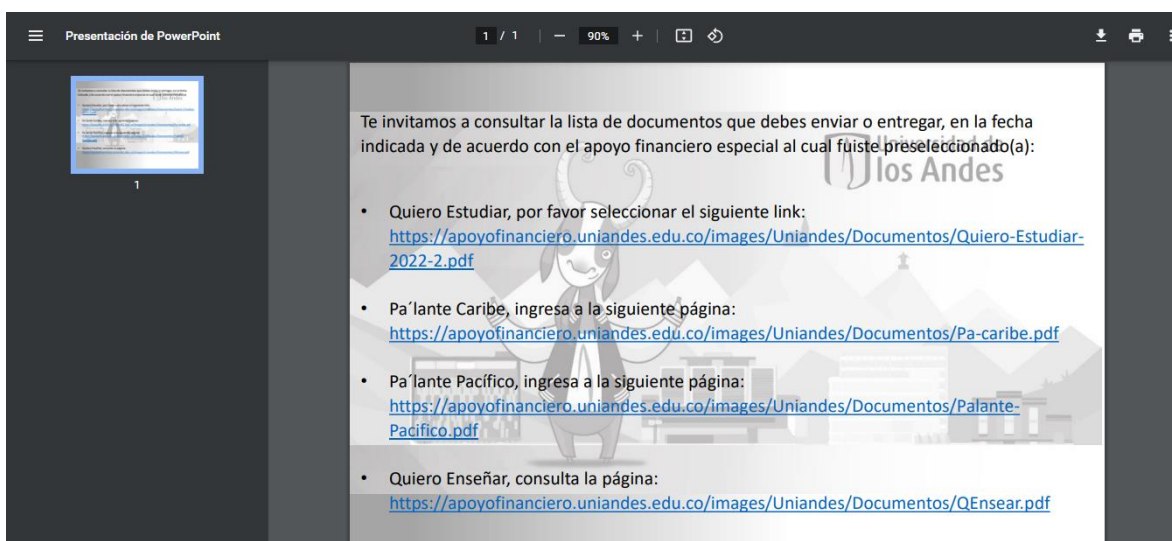 Presentación de PowerPoint
1 / 1
90%
1
Te invitamos a consultar la lista de documentos que debes enviar o entregar, en la fecha
indicada y de acuerdo con el apoyo financiero especial al cual fuiste preseleccionado(a):
Universidad de
los Andes
• Quiero Estudiar, por favor seleccionar el siguiente link:
https://apoyofinanciero.uniandes.edu.co/images/Uniandes/Documentos/Quiero-Estudiar-
2022-2.pdf
• Pa´lante Caribe, ingresa a la siguiente página:
https://apoyofinanciero.uniandes.edu.co/images/Uniandes/Documentos/Pa-caribe.pdf
• Pa´lante Pacífico, ingresa a la siguiente página:
https://apoyofinanciero.uniandes.edu.co/images/Uniandes/Documentos/Palante-
Pacifico.pdf
• Quiero Enseñar, consulta la página:
https://apoyofinanciero.uniandes.edu.co/images/Uniandes/Documentos/QEnsear.pdf